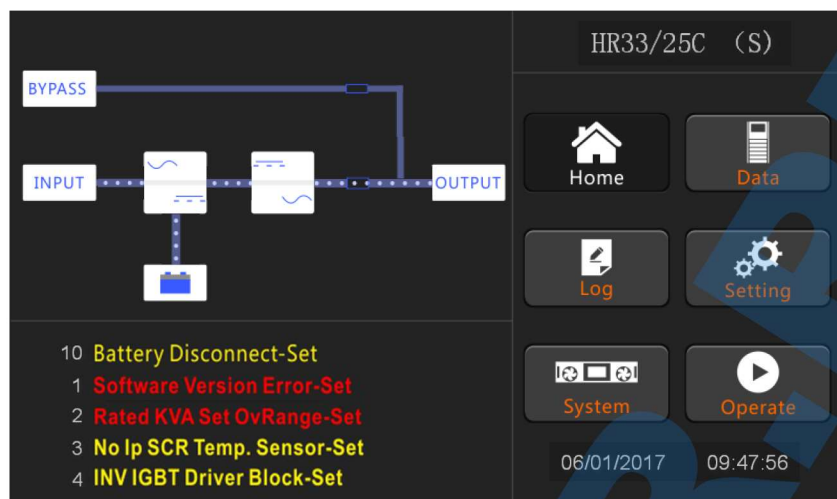 HR33/25C （S）
BYPASS
INPUT
OUTPUT
Home
Data
Log
Setting
System
Operate
10 Battery Disconnect-Set
1 Software Version Error-Set
2 Rated KVA Set OvRange-Set
3 No Ip SCR Temp. Sensor-Set
4 INV IGBT Driver Block-Set
06/01/2017 09:47:56